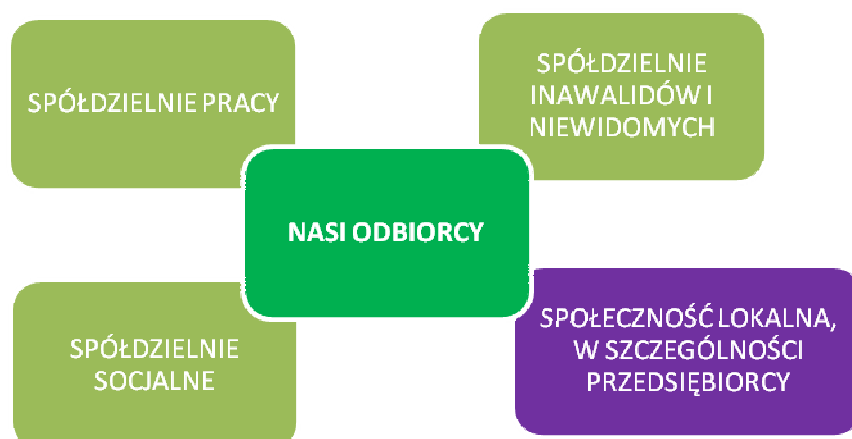 SPÓŁDZIELNIE PRACY
SPÓŁDZIELNIE
INAWALIDÓW I
NIEWIDOMYCH
NASI ODBIORCY
SPÓŁDZIELNIE
SOCJALNE
SPOŁECZNOŚĆ LOKALNA,
W SZCZEGÓLNOŚCI
PRZEDSIĘBIORCY